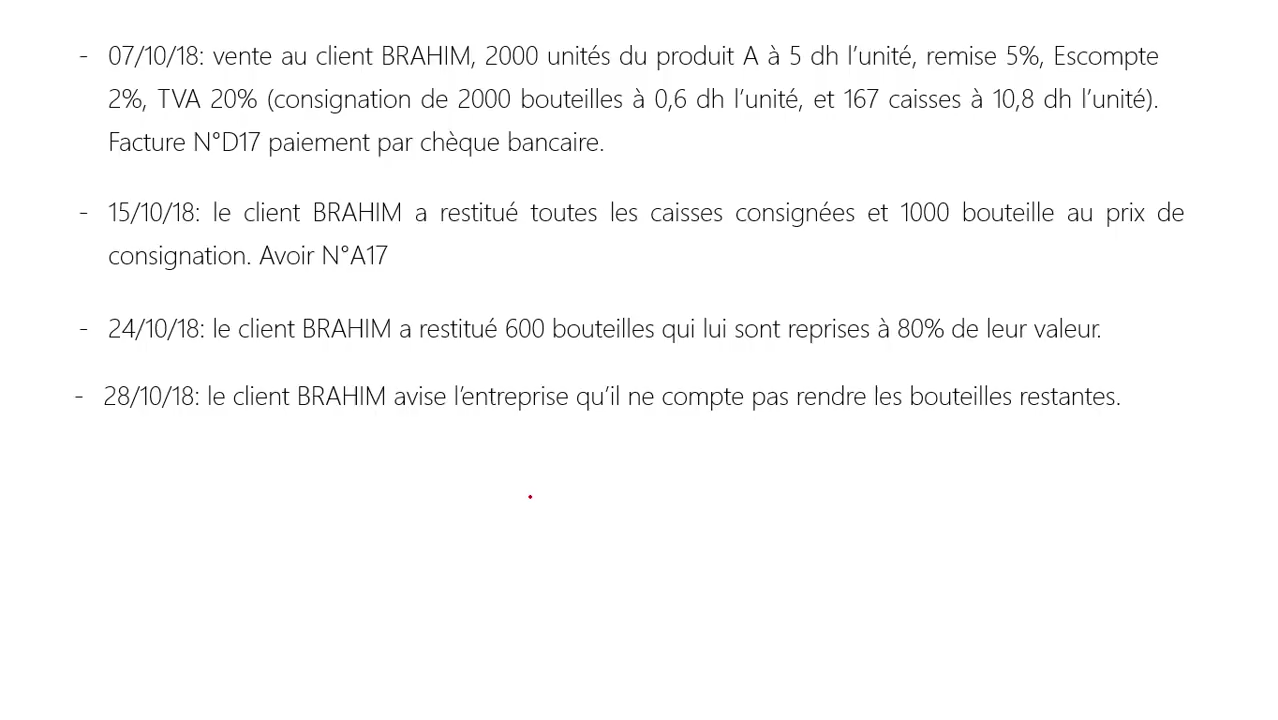 - 07/10/18: vente au client BRAHIM, 2000 unités du produit A à 5 dh l’unité, remise 5%, Escompte
2%, TVA 20% (consignation de 2000 bouteilles à 0,6 dh l’unité, et 167 caisses à 10,8 dh l’unité).
Facture N°D17 paiement par chèque bancaire.
- 15/10/18: le client BRAHIM a restitué toutes les caisses consignées et 1000 bouteille au prix de
consignation. Avoir N°A17
- 24/10/18: le client BRAHIM a restitué 600 bouteilles qui lui sont reprises à 80% de leur valeur.
- 28/10/18: le client BRAHIM avise l’entreprise qu’il ne compte pas rendre les bouteilles restantes.